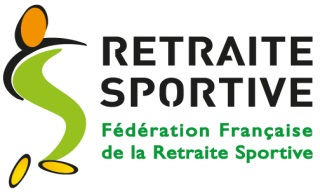 RETRAITE
SPORTIVE
Fédération Française
de la Retraite Sportive